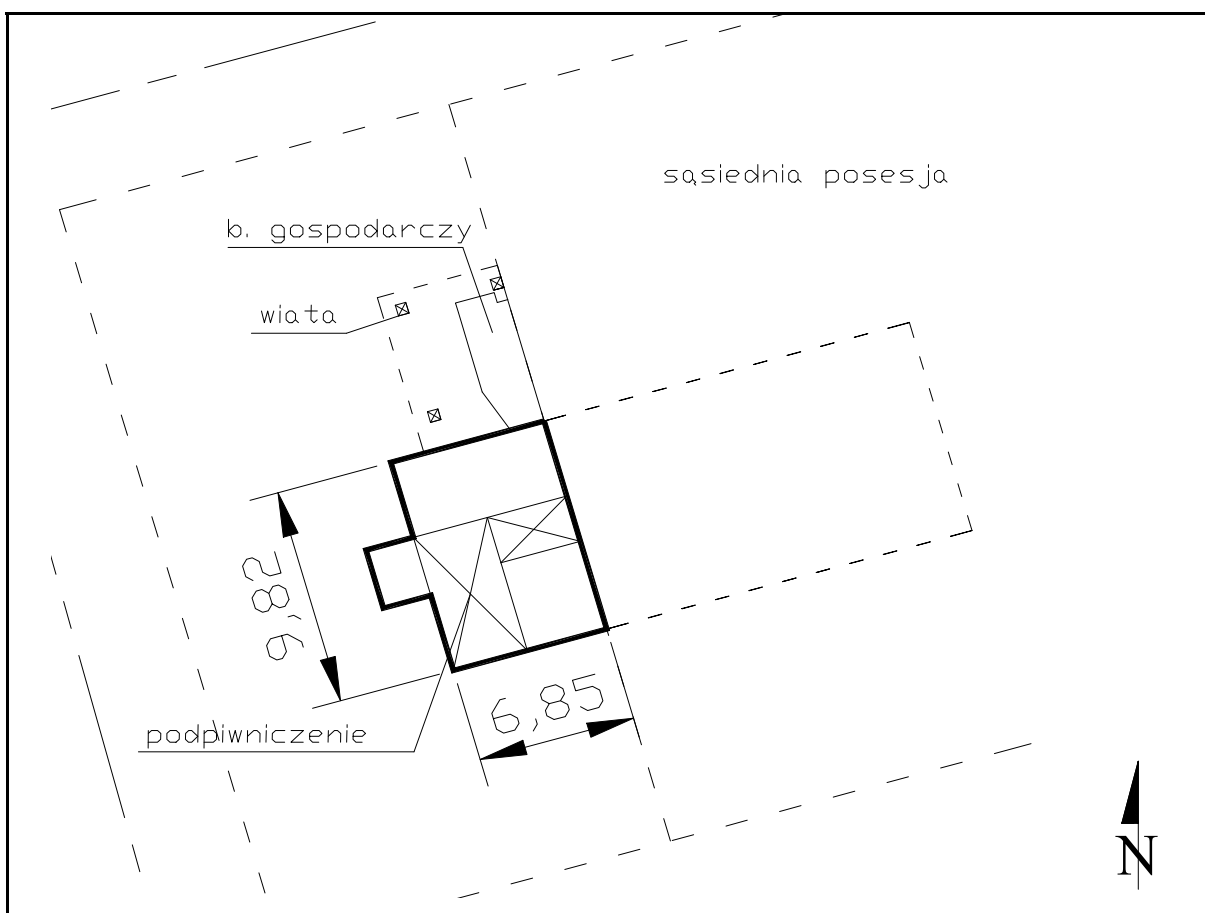 sąsiednia posesja
b. gospodarczy
wiata
9,82
6,85
podpiwniczenie
N